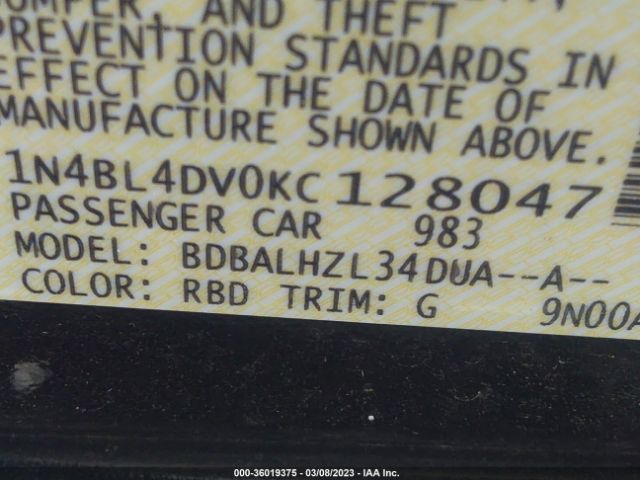 BUMPER, AND THEFT
PREVENTION STANDARDS IN
EFFECT ON THE DATE OF
MANUFACTURE SHOWN ABOVE.
1N4BL4DV0KC128047
PASSENGER CAR 983
MODEL: BDBALHZL34DUA--A--
COLOR: RBD TRIM: G 9N00A
000-36019375 - 03/08/2023 - IAA Inc.